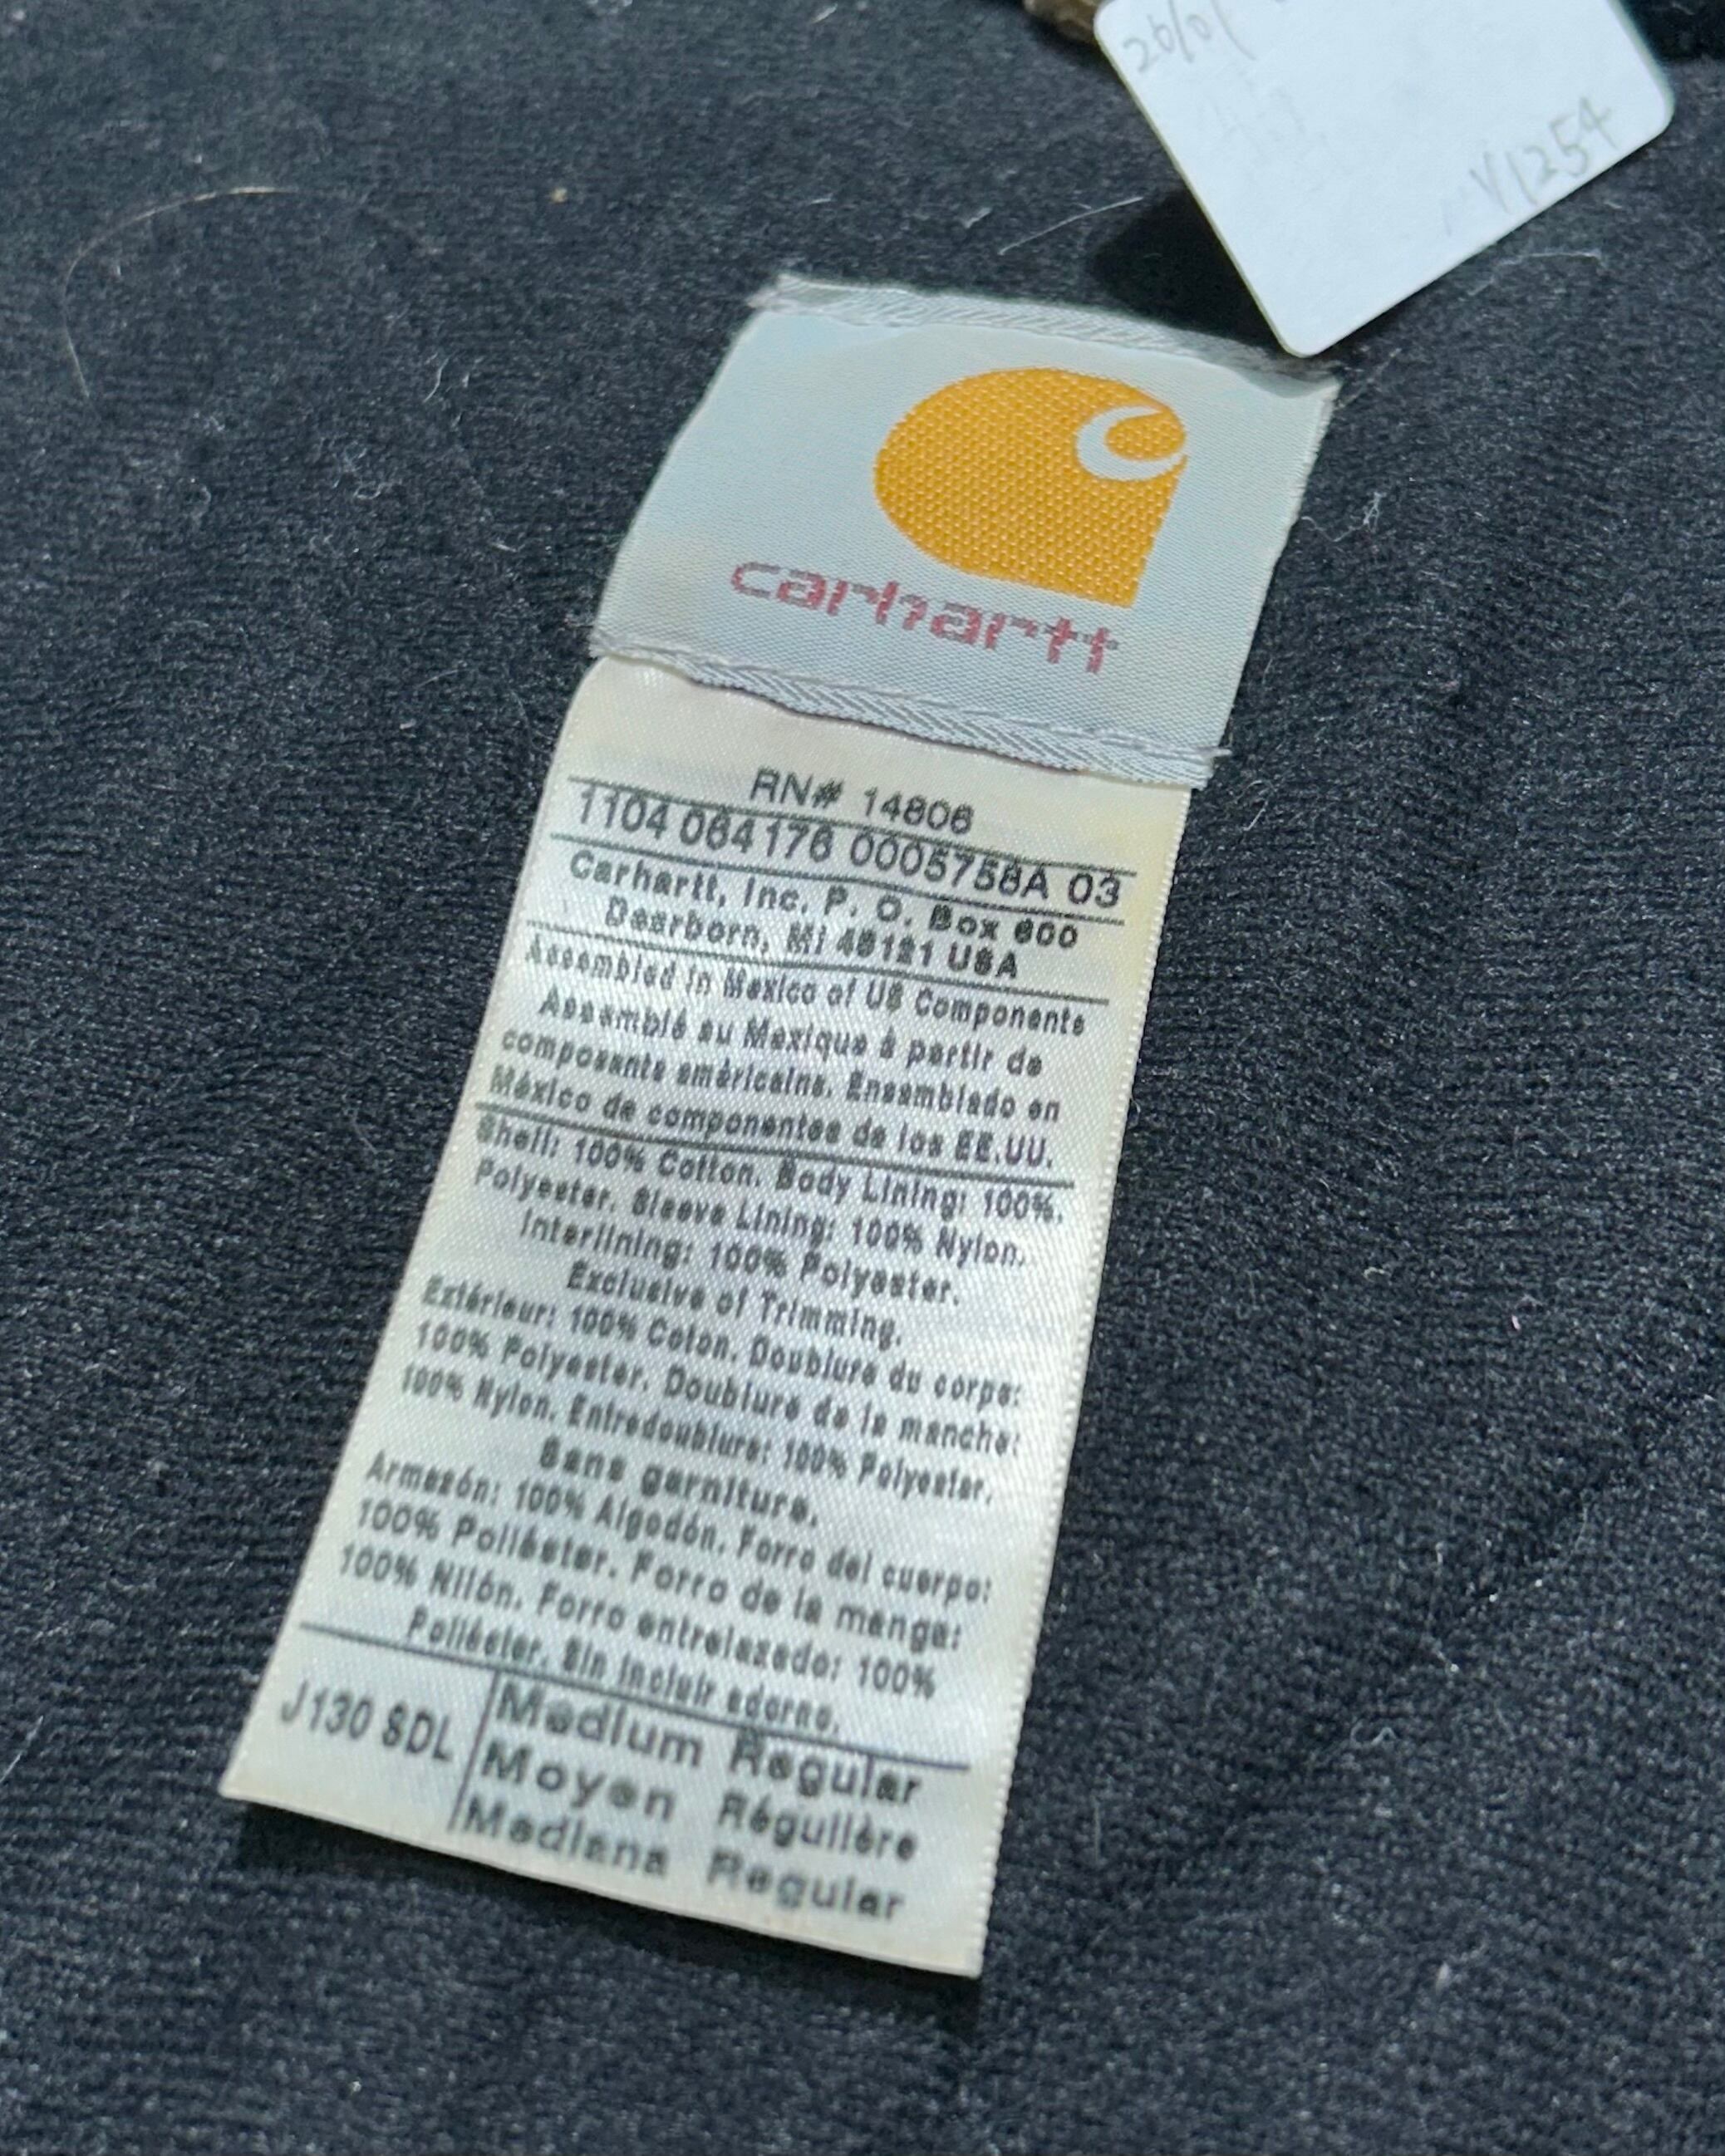 26/01
Y1254
carhartt
RN# 14806
1104 064176 0005758A 03
Carhartt, Inc. P. O. Box 600
Dearborn, MI 48121 USA
Assembled in Mexico of US Components
Assemblé au Mexique à partir de
composants américains. Ensamblado en
México de componentes de los EE.UU.
Shell: 100% Cotton. Body Lining: 100%.
Polyester. Sleeve Lining: 100% Nylon.
Interlining: 100% Polyester.
Exclusive of Trimming.
Extérieur: 100% Coton. Doublure du corps:
100% Polyester. Doublure de la manche:
100% Nylon. Entredoublure: 100% Polyester.
Sans garniture.
Armazón: 100% Algodón. Forro del cuerpo:
100% Poliéster. Forro de la manga:
100% Nilón. Forro entrelazado: 100%
Poliéster. Sin incluir adorno.
J130 SDL
Medium Regular
Moyen Régulière
Mediana Regular